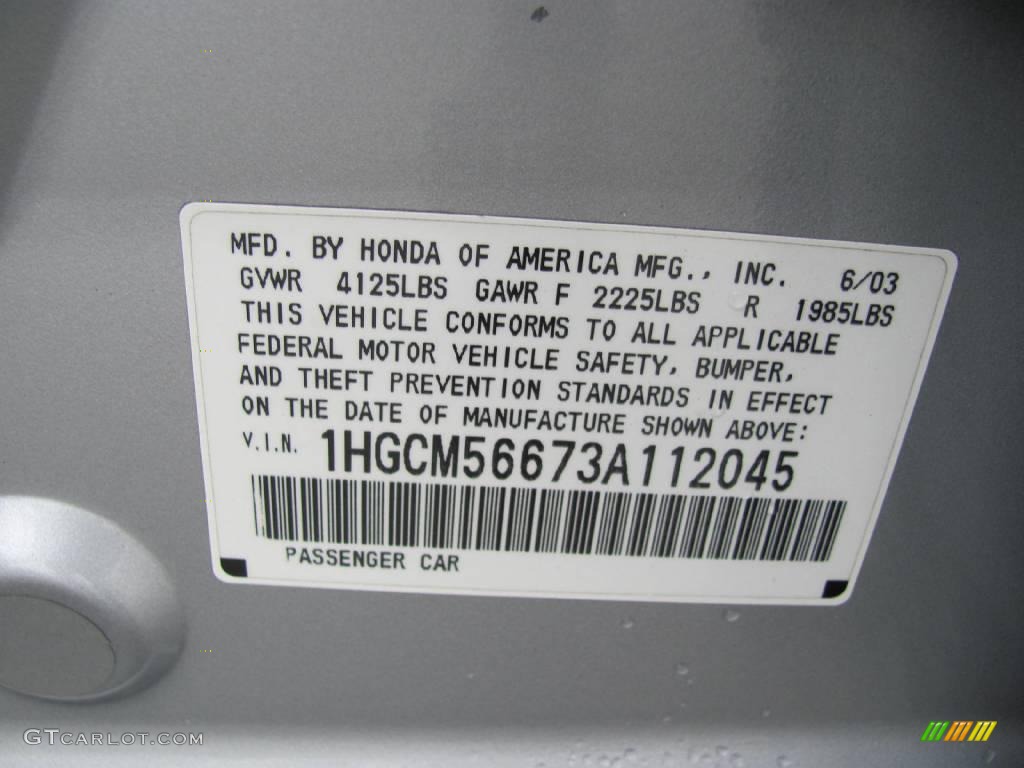 MFD. BY HONDA OF AMERICA MFG., INC. 6/03
GVWR 4125LBS GAWR F 2225LBS R 1985LBS
THIS VEHICLE CONFORMS TO ALL APPLICABLE
FEDERAL MOTOR VEHICLE SAFETY, BUMPER,
AND THEFT PREVENTION STANDARDS IN EFFECT
ON THE DATE OF MANUFACTURE SHOWN ABOVE:
V.I.N. 1HGCM56673A112045
PASSENGER CAR
GTCARLOT.COM